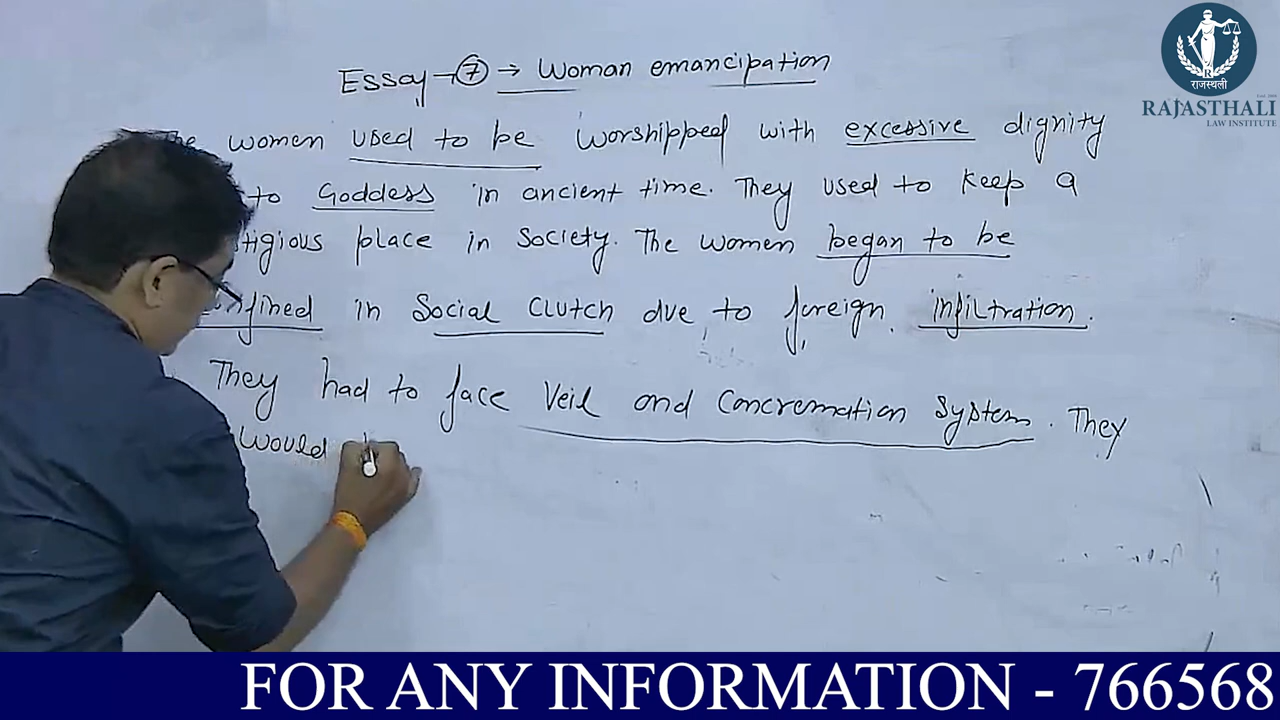 Essay → 7 → Woman emancipation
women used to be worshipped with excessive dignity
to Goddess in ancient time. They used to keep a
tigious place in society. The women began to be
nfined in Social Clutch due to foreign infiltration.
They had to face Veil and Concremation System. They
Would
राजस्थली
RAJASTHALI
LAW INSTITUTE
FOR ANY INFORMATION - 766568